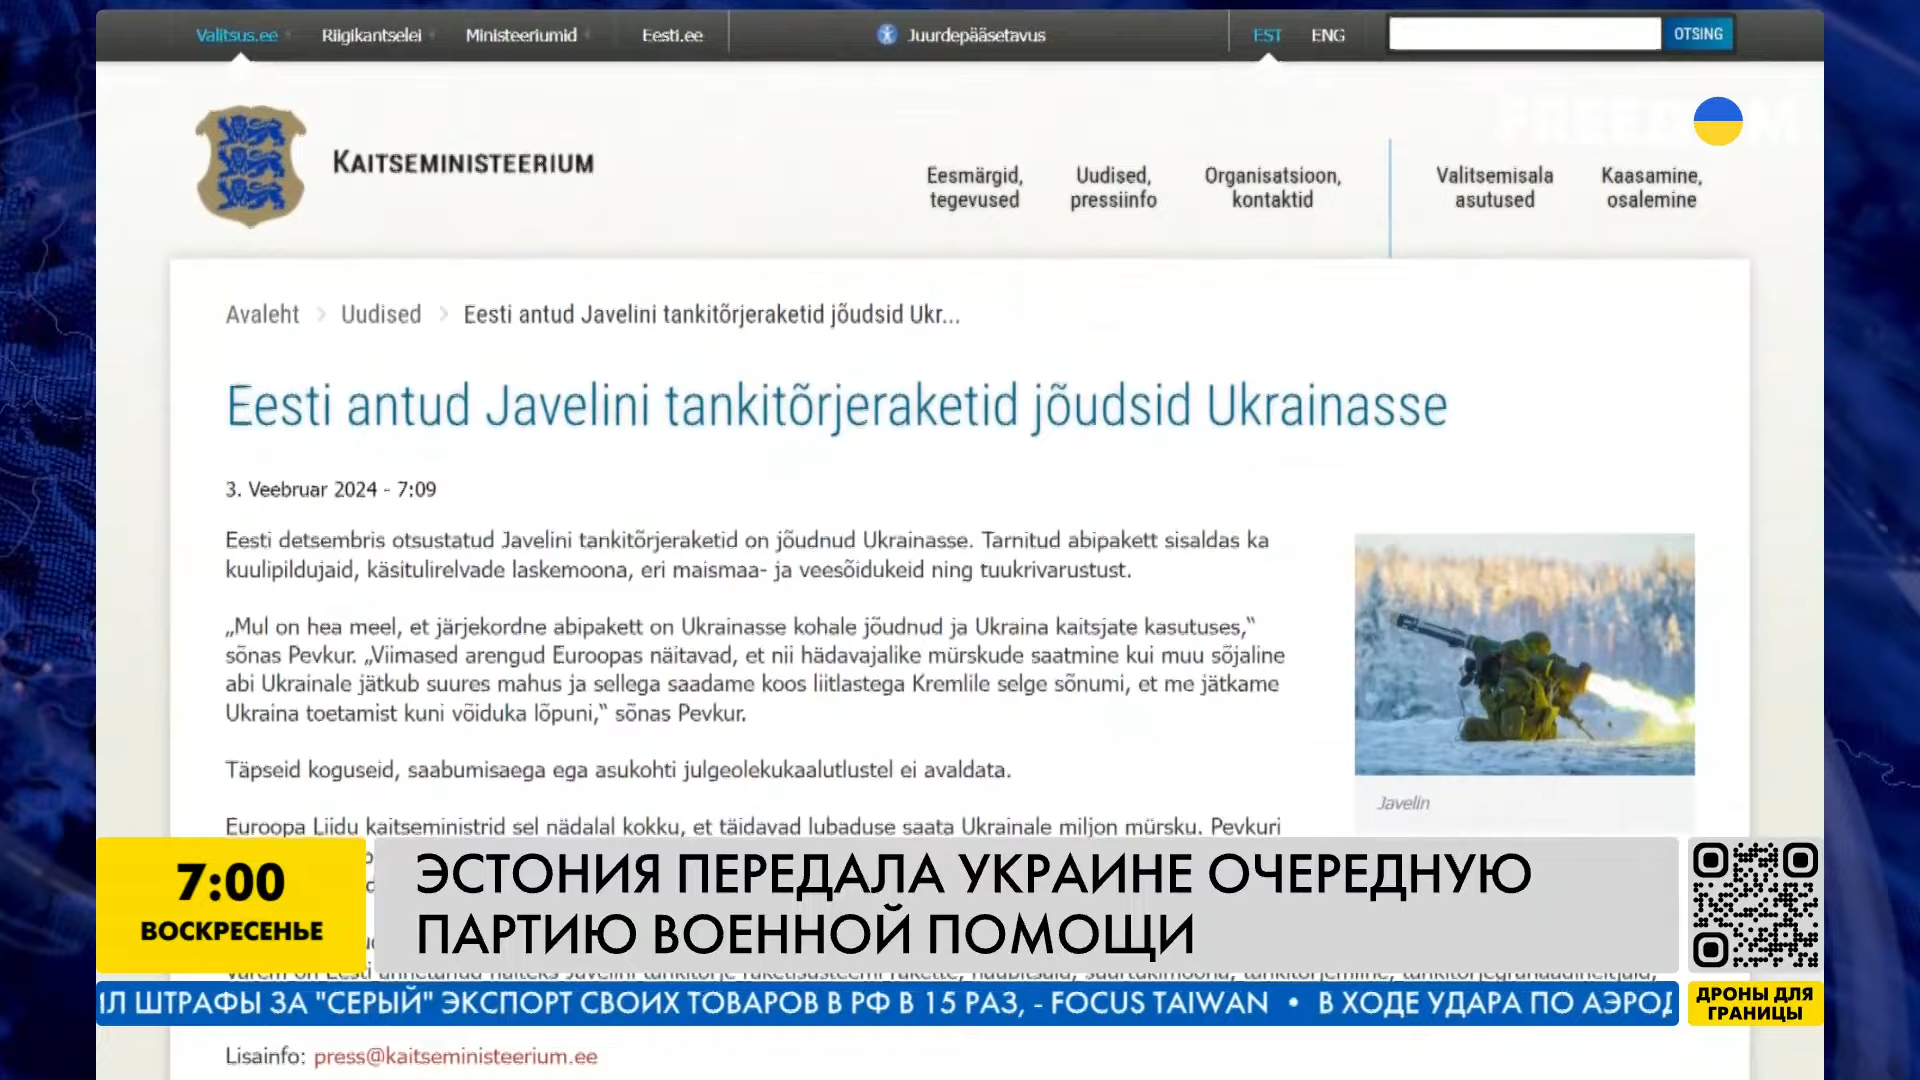 Valitsus.ee Riigikantselei Ministeeriumid Eesti.ee Juurdepääsetavus EST ENG OTSING
FREEDOM
KAITSEMINISTEERIUM
Eesmärgid, tegevused
Uudised, pressiinfo
Organisatsioon, kontaktid
Valitsemisala asutused
Kaasamine, osalemine
Avaleht > Uudised > Eesti antud Javelini tankitõrjeraketid jõudsid Ukr...
Eesti antud Javelini tankitõrjeraketid jõudsid Ukrainasse
3. Veebruar 2024 - 7:09
Eesti detsembris otsustatud Javelini tankitõrjeraketid on jõudnud Ukrainasse. Tarnitud abipakett sisaldas ka
kuulipildujaid, käsitulirelvade laskemoona, eri maismaa- ja veesõidukeid ning tuukrivarustust.
„Mul on hea meel, et järjekordne abipakett on Ukrainasse kohale jõudnud ja Ukraina kaitsjate kasutuses,“
sõnas Pevkur. „Viimased arengud Euroopas näitavad, et nii hädavajalike mürskude saatmine kui muu sõjaline
abi Ukrainale jätkub suures mahus ja sellega saadame koos liitlastega Kremlile selge sõnumi, et me jätkame
Ukraina toetamist kuni võiduka lõpuni,“ sõnas Pevkur.
Täpseid koguseid, saabumisaega ega asukohti julgeolekukaalutlustel ei avaldata.
Javelin
Euroopa Liidu kaitseministrid sel nädalal kokku, et täidavad lubaduse saata Ukrainale miljon mürsku. Pevkuri
7:00
ВОСКРЕСЕНЬЕ
ЭСТОНИЯ ПЕРЕДАЛА УКРАИНЕ ОЧЕРЕДНУЮ
ПАРТИЮ ВОЕННОЙ ПОМОЩИ
ИЛ ШТРАФЫ ЗА "СЕРЫЙ" ЭКСПОРТ СВОИХ ТОВАРОВ В РФ В 15 РАЗ, - FOCUS TAIWAN • В ХОДЕ УДАРА ПО АЭРОД
ДРОНЫ ДЛЯ
ГРАНИЦЫ
Lisainfo: press@kaitseministeerium.ee